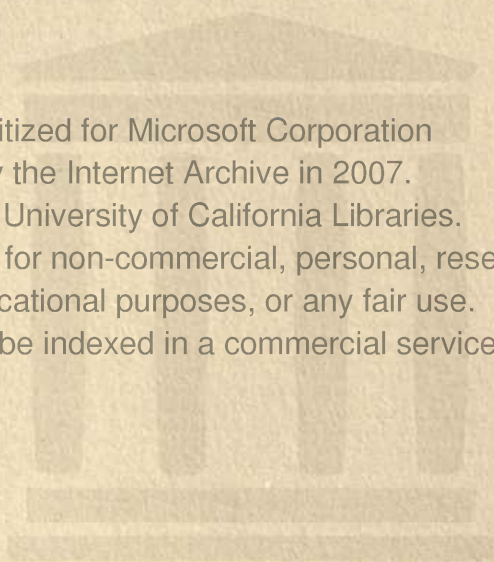 itized for Microsoft Corporation
y the Internet Archive in 2007.
University of California Libraries.
for non-commercial, personal, rese
cational purposes, or any fair use.
be indexed in a commercial service